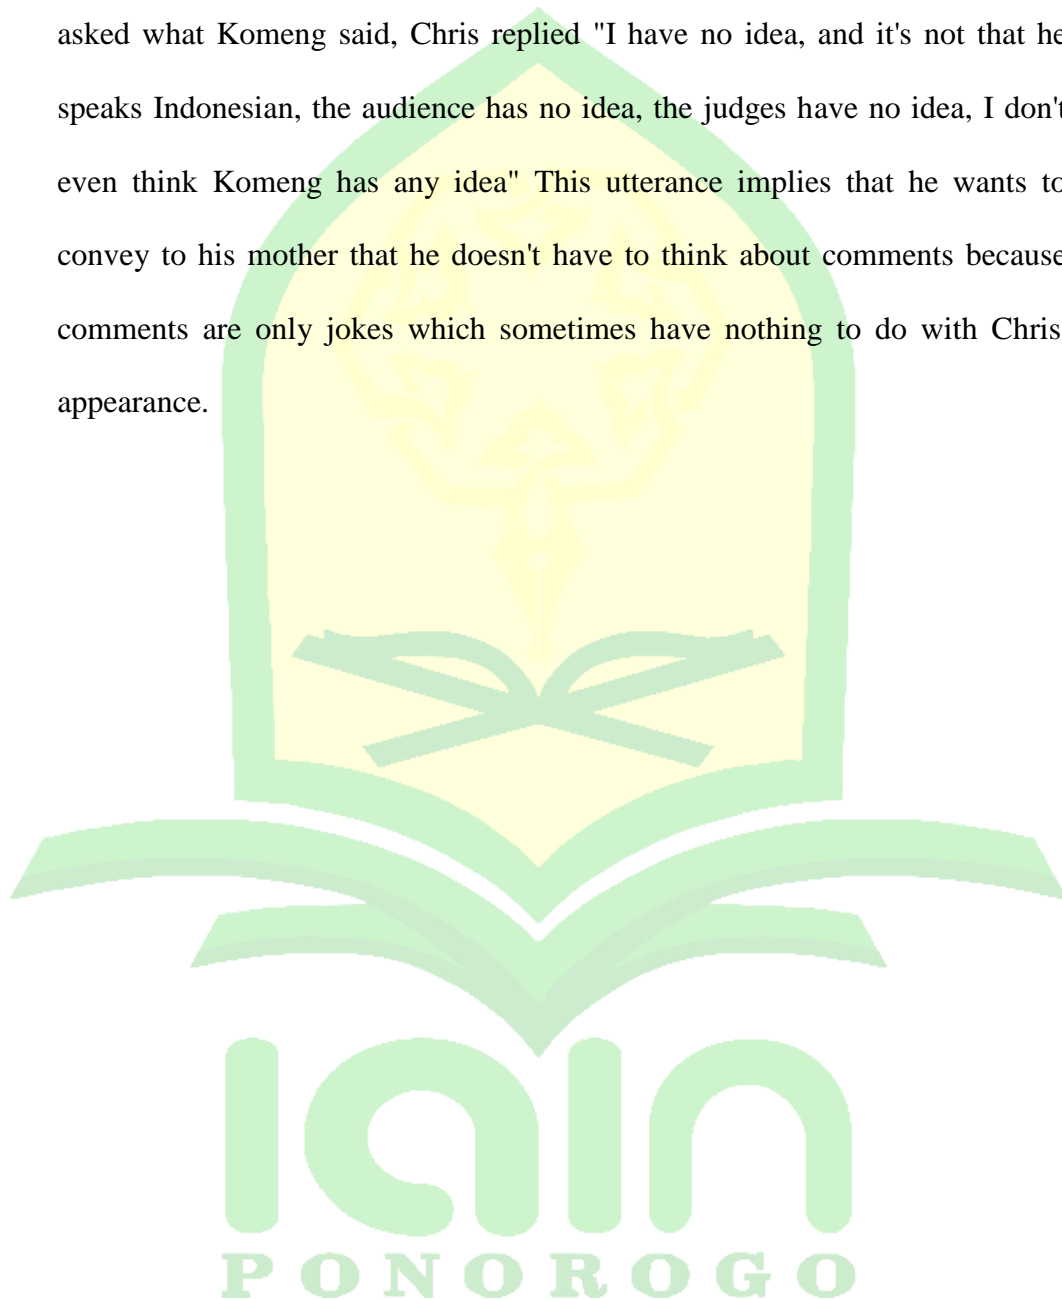 asked what Komeng said, Chris replied "I have no idea, and it's not that he
speaks Indonesian, the audience has no idea, the judges have no idea, I don't
even think Komeng has any idea" This utterance implies that he wants to
convey to his mother that he doesn't have to think about comments because
comments are only jokes which sometimes have nothing to do with Chris
appearance.
IAIN
PONOROGO